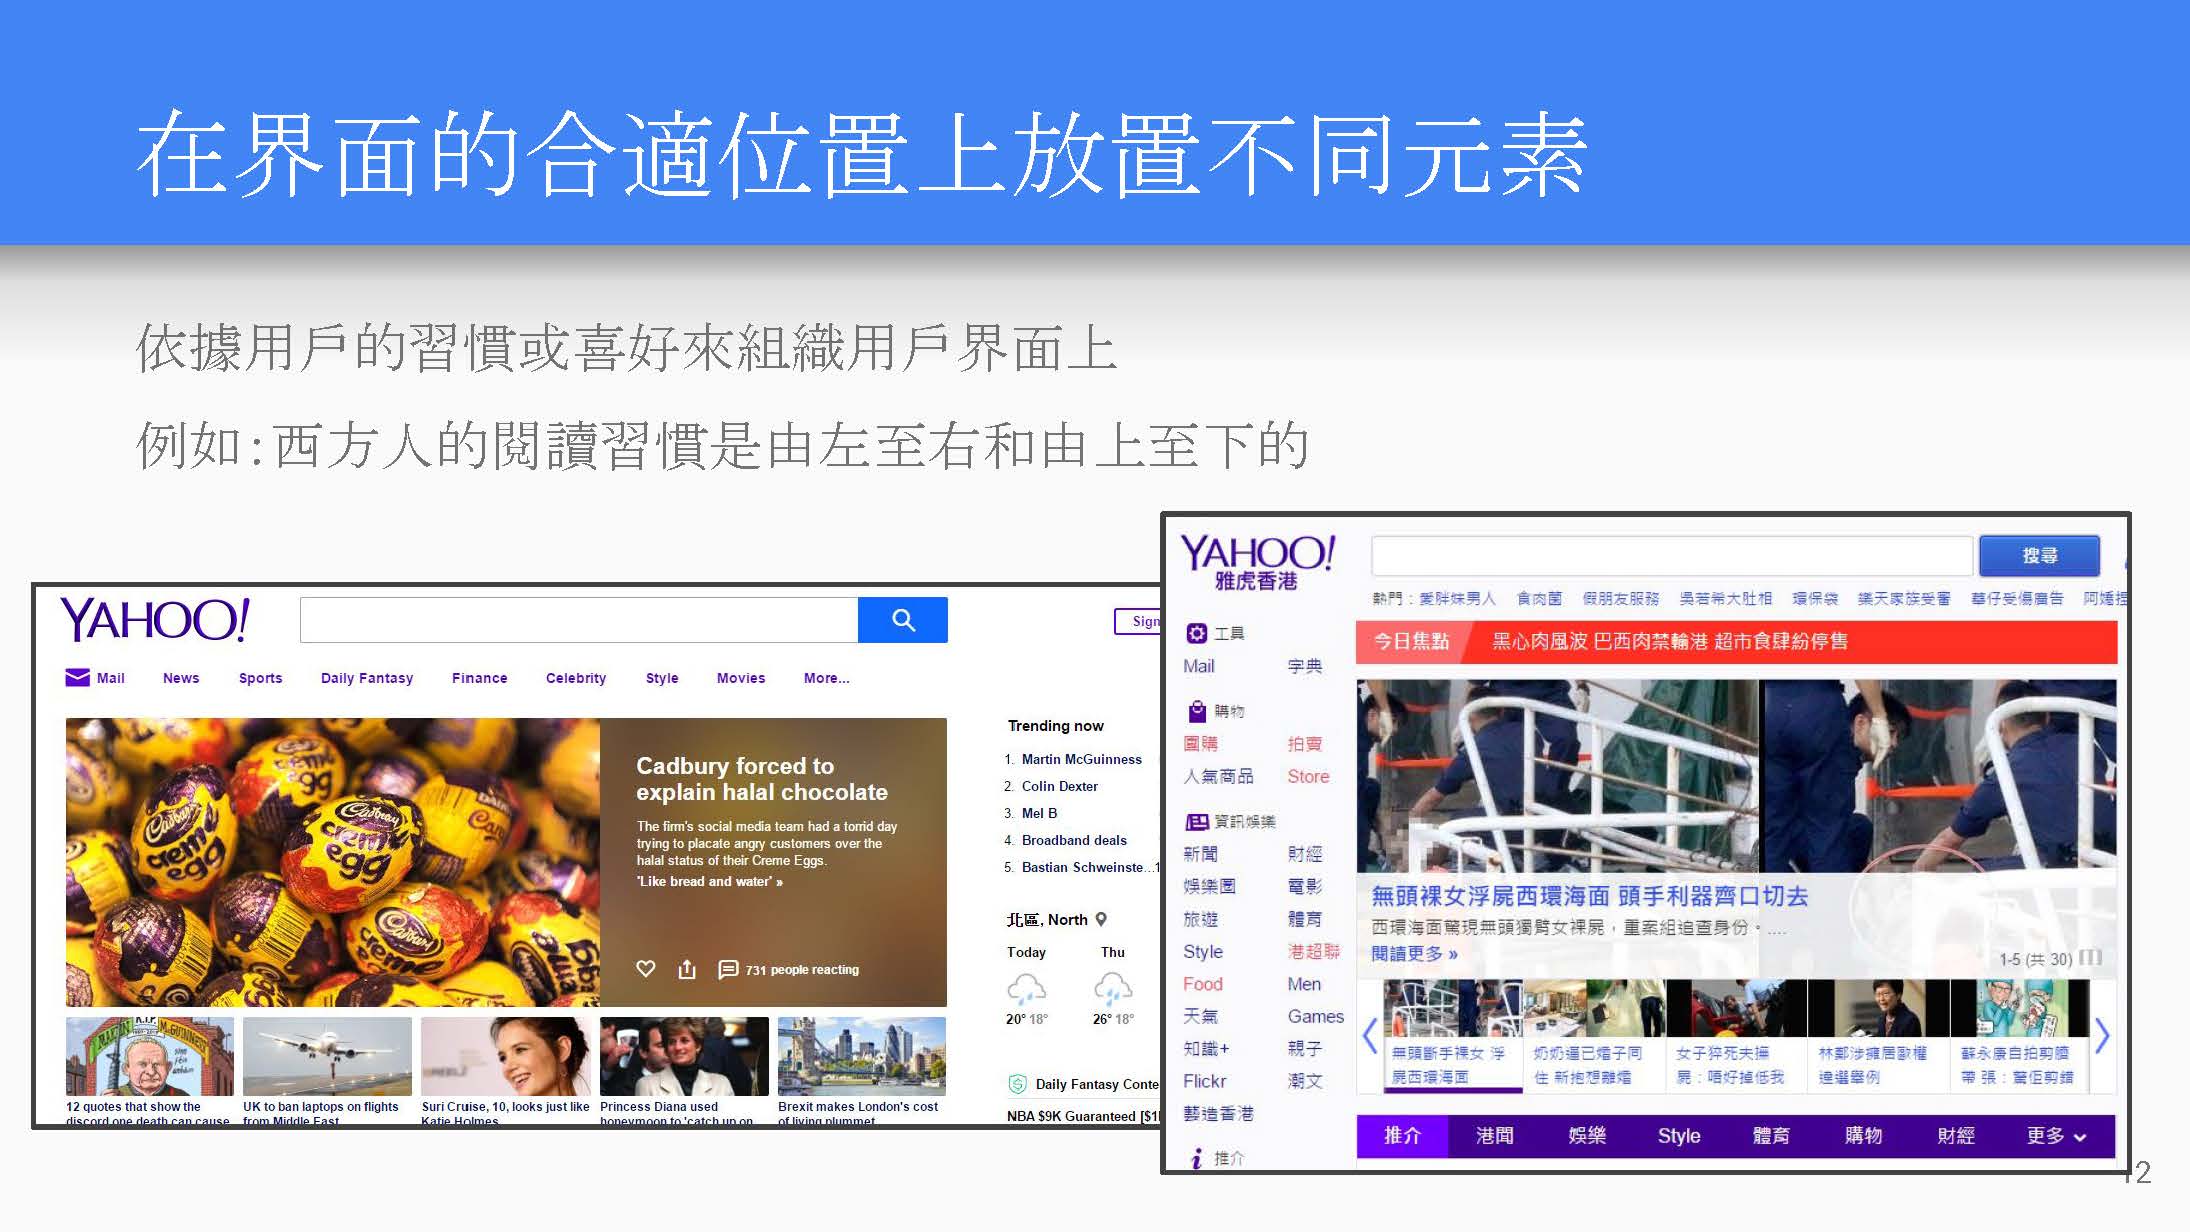 在界面的合適位置上放置不同元素
依據用戶的習慣或喜好來組織用戶界面上
例如:西方人的閱讀習慣是由左至右和由上至下的
YAHOO!
Sign
Mail News Sports Daily Fantasy Finance Celebrity Style Movies More...
Cadbury forced to
explain halal chocolate
The firm's social media team had a torrid day
trying to placate angry customers over the
halal status of their Creme Eggs.
'Like bread and water' »
731 people reacting
12 quotes that show the
discord one death can cause
UK to ban laptops on flights
from Middle East
Suri Cruise, 10, looks just like
Katie Holmes
Princess Diana used
honeymoon to 'catch up on
Brexit makes London's cost
of living plummet
Trending now
1. Martin McGuinness
2. Colin Dexter
3. Mel B
4. Broadband deals
5. Bastian Schweinste...
北區, North
Today Thu
20° 18° 26° 18°
Daily Fantasy Conte
NBA $9K Guaranteed [$1
YAHOO!
雅虎香港
搜尋
熱門：愛胖妹男人 食肉菌 假朋友服務 吳若希大肚相 環保袋 樂天家族受審 華仔受傷廣告
今日焦點 黑心肉風波 巴西肉禁輸港 超市食肆紛停售
工具
Mail 字典
購物
團購 拍賣
人氣商品 Store
資訊娛樂
新聞 財經
娛樂圈 電影
旅遊 體育
Style 港超聯
Food Men
天氣 Games
知識+ 親子
Flickr 潮文
藝造香港
推介
無頭裸女浮屍西環海面 頭手利器齊口切去
西環海面驚現無頭獨臂女裸屍，重案組追查身份。....
閱讀更多 »
1-5 (共 30)
無頭斷手裸女 浮
屍西環海面
奶奶逼已婚子同
住 新抱想離婚
女子猝死夫攞
屍：唔好掉低我
林鄭涉擁居歐權
違選舉例
蘇永康自拍剪臍
帶 張：驚佢剪錯
推介 港聞 娛樂 Style 體育 購物 財經 更多
12